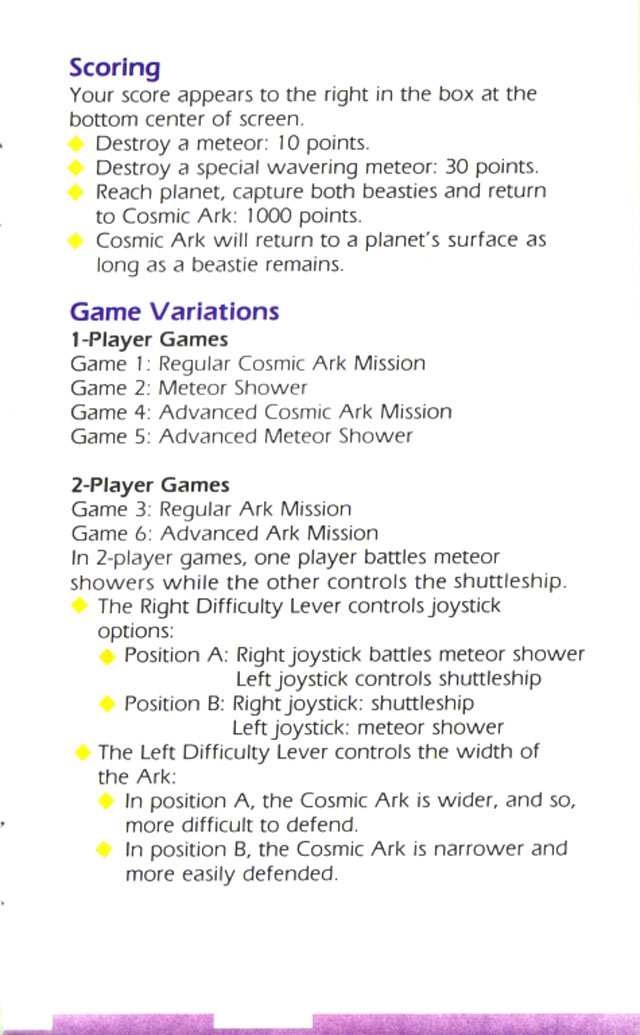 Scoring
Your score appears to the right in the box at the
bottom center of screen.
Destroy a meteor: 10 points.
Destroy a special wavering meteor: 30 points.
Reach planet, capture both beasties and return
to Cosmic Ark: 1000 points.
Cosmic Ark will return to a planet's surface as
long as a beastie remains.
Game Variations
1-Player Games
Game 1: Regular Cosmic Ark Mission
Game 2: Meteor Shower
Game 4: Advanced Cosmic Ark Mission
Game 5: Advanced Meteor Shower
2-Player Games
Game 3: Regular Ark Mission
Game 6: Advanced Ark Mission
In 2-player games, one player battles meteor
showers while the other controls the shuttleship.
The Right Difficulty Lever controls joystick
options:
Position A: Right joystick battles meteor shower
Left joystick controls shuttleship
Position B: Right joystick: shuttleship
Left joystick: meteor shower
The Left Difficulty Lever controls the width of
the Ark:
In position A, the Cosmic Ark is wider, and so,
more difficult to defend.
In position B, the Cosmic Ark is narrower and
more easily defended.